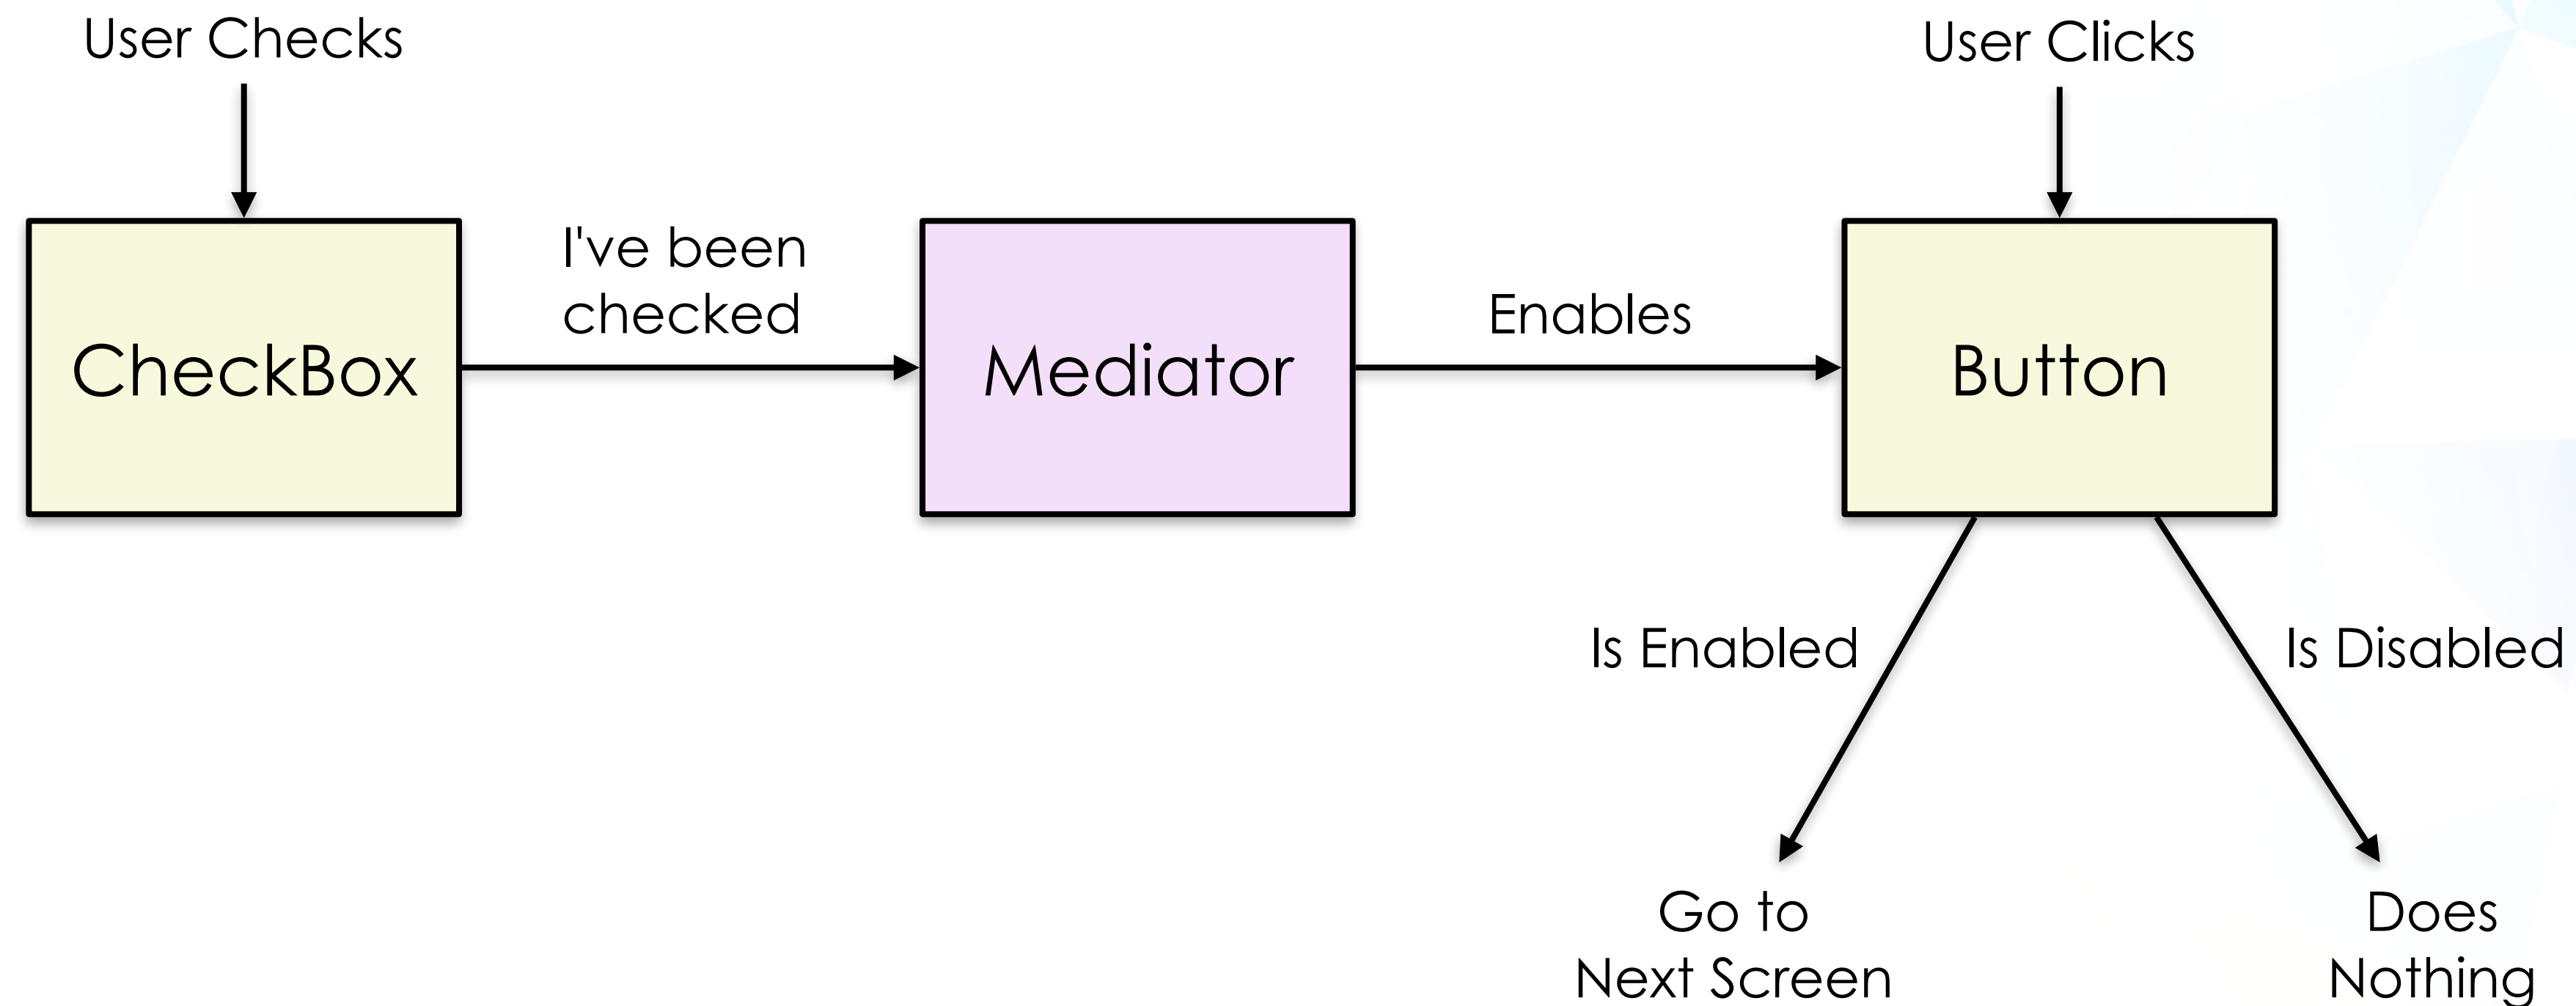 User Checks
User Clicks
I've been
checked
Enables
CheckBox
Mediator
Button
Is Enabled
Is Disabled
Go to
Next Screen
Does
Nothing